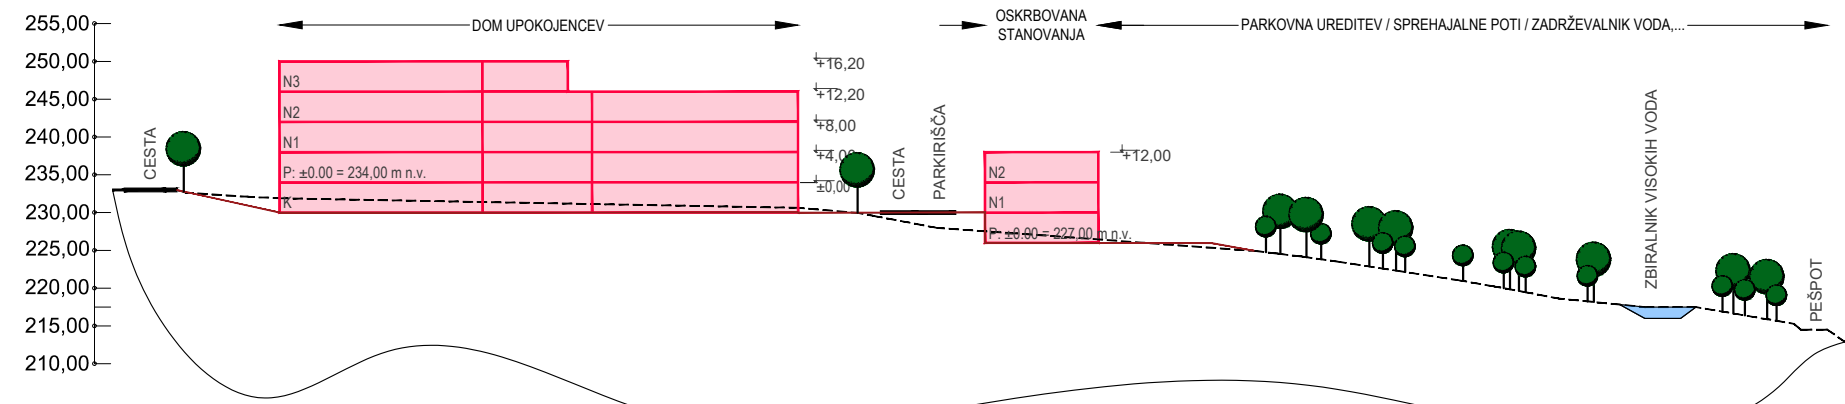 DOM UPOKOJENCEV
OSKRBOVANA
STANOVANJA
PARKOVNA UREDITEV / SPREHAJALNE POTI / ZADRŽEVALNIK VODA,...
255,00
250,00
245,00
240,00
235,00
230,00
225,00
220,00
215,00
210,00
CESTA
N3
N2
N1
P: ±0.00 = 234,00 m n.v.
K
+16,20
+12,20
+8,00
+4,00
±0,00
CESTA
PARKIRIŠČA
N2
N1
P: ±0.00 = 227,00 m n.v.
+12,00
ZBIRALNIK VISOKIH VODA
PEŠPOT